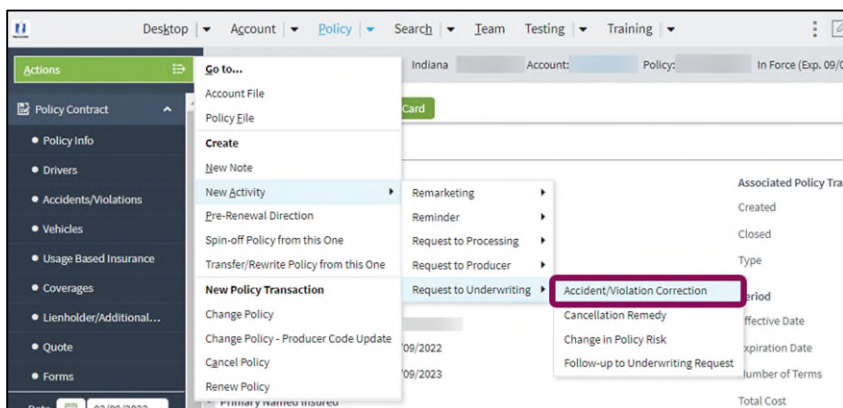 Desktop Account Policy Search Team Testing Training
Actions
Policy Contract
Policy Info
Drivers
Accidents/Violations
Vehicles
Usage Based Insurance
Coverages
Lienholder/Additional...
Quote
Forms
Go to...
Account File
Policy File
Create
New Note
New Activity
Pre-Renewal Direction
Spin-off Policy from this One
Transfer/Rewrite Policy from this One
New Policy Transaction
Change Policy
Change Policy - Producer Code Update
Cancel Policy
Renew Policy
Remarketing
Reminder
Request to Processing
Request to Producer
Request to Underwriting
Accident/Violation Correction
Cancellation Remedy
Change in Policy Risk
Follow-up to Underwriting Request
Indiana Account: Policy: In Force (Exp. 09/0
Card
Associated Policy Tra
Created
Closed
Type
eriod
ffective Date
/09/2022 xpiration Date
/09/2023 umber of Terms
Primary Named Insured Total Cost